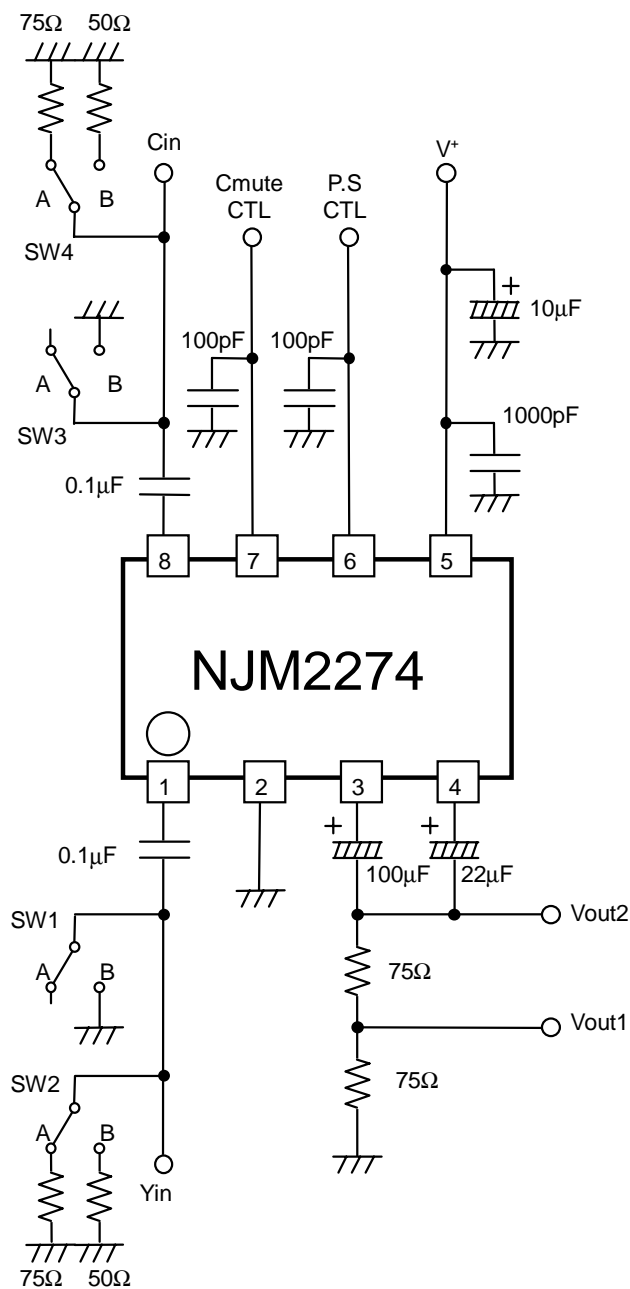 75Ω 50Ω
Cin
V+
Cmute
CTL
P.S
CTL
A B
SW4
+
10µF
100pF 100pF
A B
SW3
1000pF
0.1µF
8 7 6 5
NJM2274
1 2 3 4
0.1µF
+ +
100µF 22µF
SW1
Vout2
A B
75Ω
Vout1
SW2
75Ω
A B
Yin
75Ω 50Ω